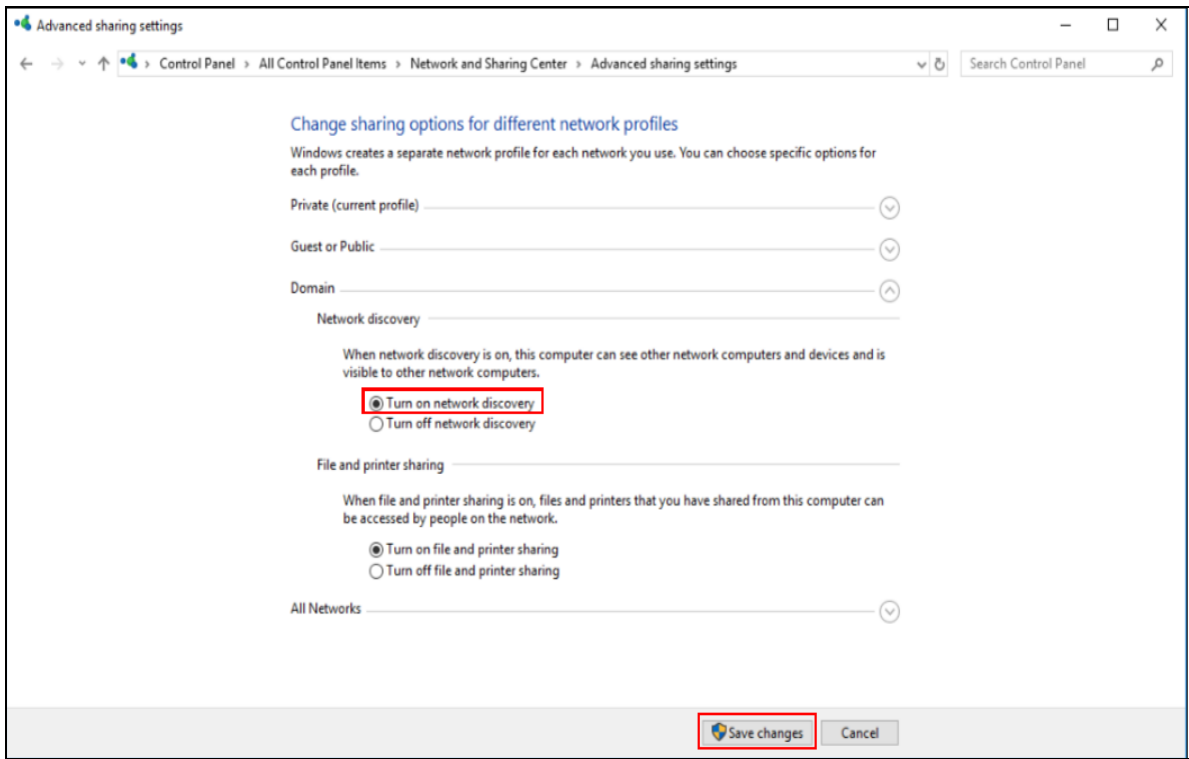 Advanced sharing settings
Control Panel > All Control Panel Items > Network and Sharing Center > Advanced sharing settings
Search Control Panel
Change sharing options for different network profiles
Windows creates a separate network profile for each network you use. You can choose specific options for
each profile.
Private (current profile)
Guest or Public
Domain
Network discovery
When network discovery is on, this computer can see other network computers and devices and is
visible to other network computers.
Turn on network discovery
Turn off network discovery
File and printer sharing
When file and printer sharing is on, files and printers that you have shared from this computer can
be accessed by people on the network.
Turn on file and printer sharing
Turn off file and printer sharing
All Networks
Save changes
Cancel